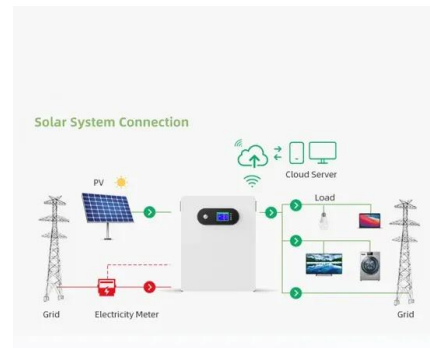 Solar System Connection
Cloud Server
PV
Load
Grid
Electricity Meter
Grid